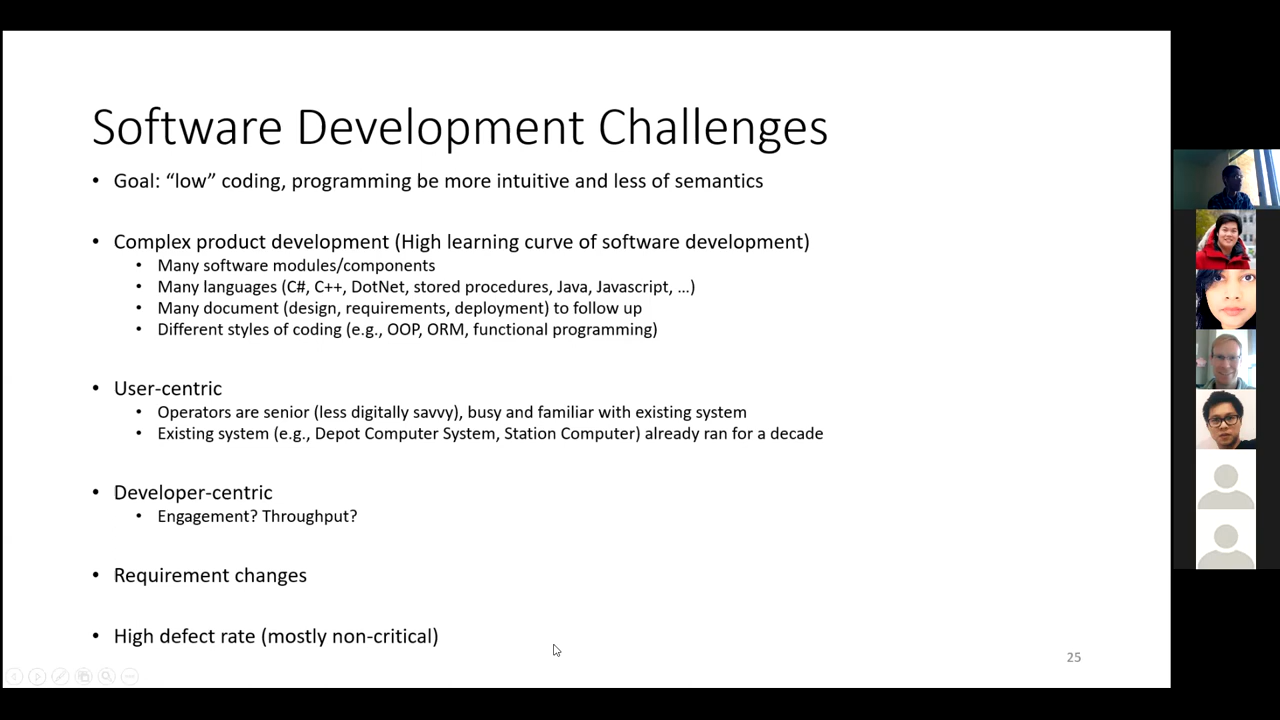 Software Development Challenges
• Goal: “low” coding, programming be more intuitive and less of semantics
• Complex product development (High learning curve of software development)
• Many software modules/components
• Many languages (C#, C++, DotNet, stored procedures, Java, Javascript, …)
• Many document (design, requirements, deployment) to follow up
• Different styles of coding (e.g., OOP, ORM, functional programming)
• User-centric
• Operators are senior (less digitally savvy), busy and familiar with existing system
• Existing system (e.g., Depot Computer System, Station Computer) already ran for a decade
• Developer-centric
• Engagement? Throughput?
• Requirement changes
• High defect rate (mostly non-critical)
25